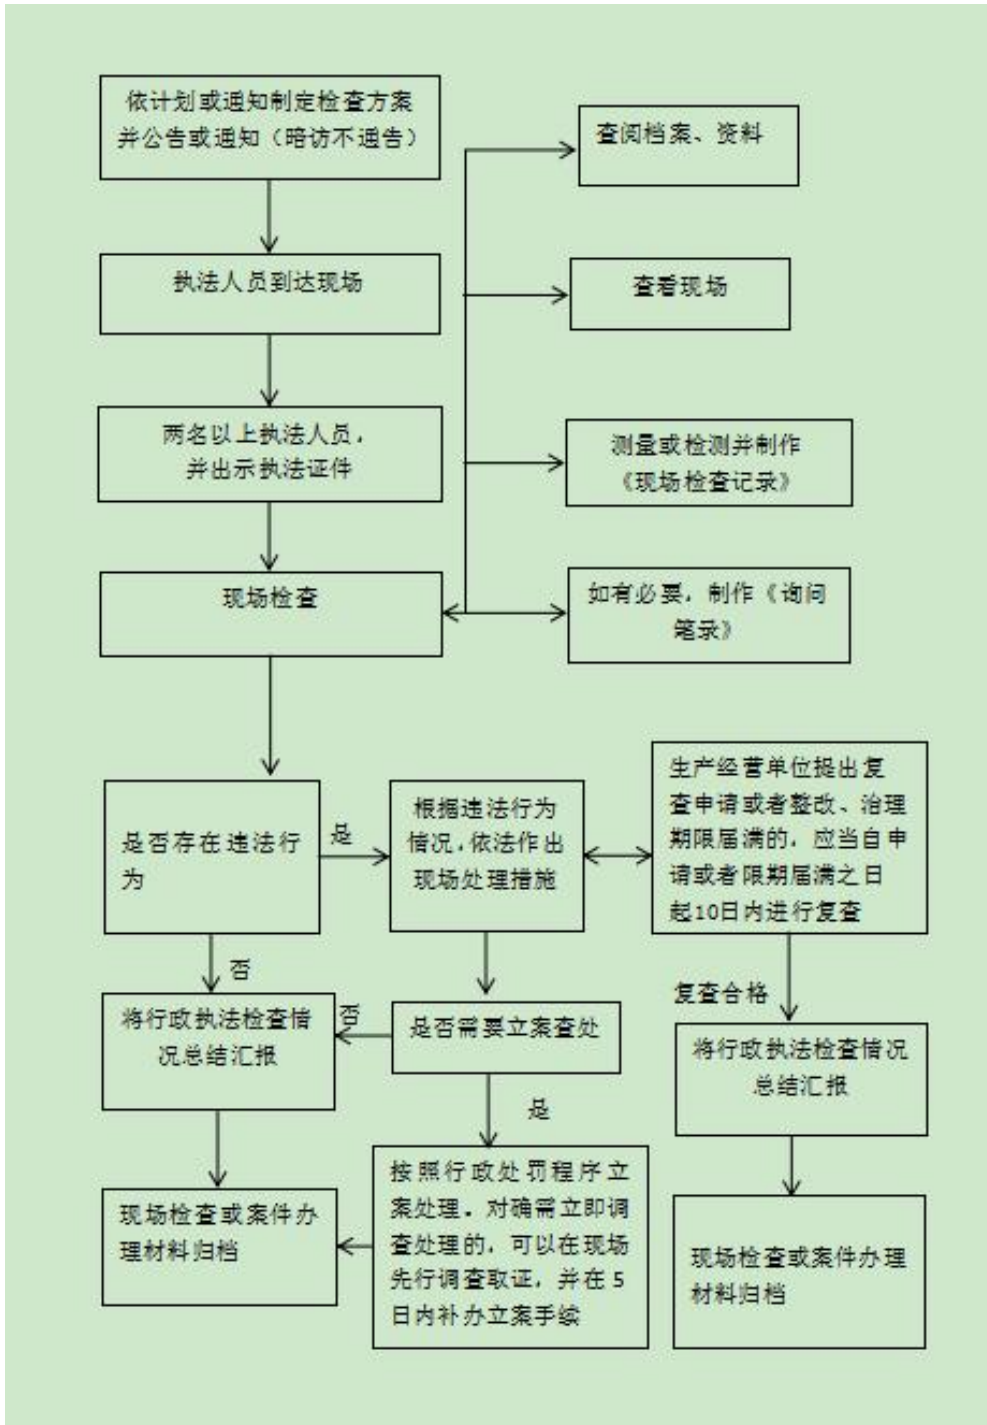 依计划或通知制定检查方案
并公告或通知（暗访不通告）
执法人员到达现场
两名以上执法人员，
并出示执法证件
现场检查
查阅档案、资料
查看现场
测量或检测并制作
《现场检查记录》
如有必要，制作《询问
笔录》
是否存在违法行
为
是
根据违法行为
情况，依法作出
现场处理措施
生产经营单位提出复
查申请或者整改、治理
期限届满的，应当自申
请或者限期届满之日
起10日内进行复查
否
将行政执法检查情
况总结汇报
否
是否需要立案查处
复查合格
将行政执法检查情况
总结汇报
是
现场检查或案件办
理材料归档
按照行政处罚程序立
案处理。对确需立即调
查处理的，可以在现场
先行调查取证，并在5
日内补办立案手续
现场检查或案件办理
材料归档